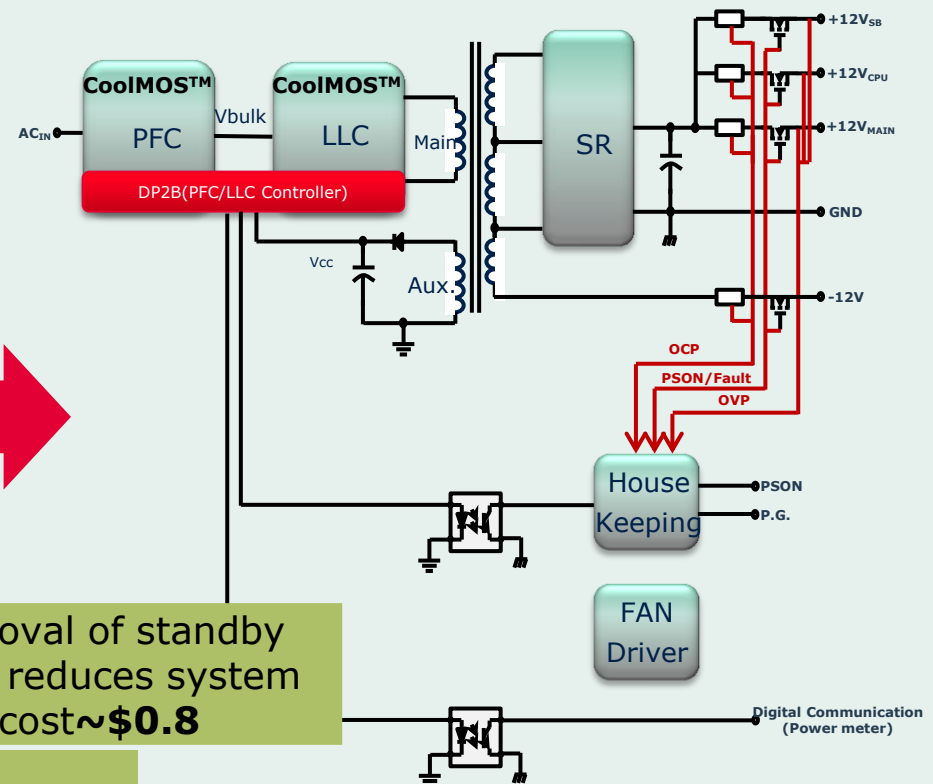 CoolMOS™
PFC
Vbulk
CoolMOS™
LLC
DP2B(PFC/LLC Controller)
AC_IN
Main
Aux.
Vcc
SR
+12V_SB
+12V_CPU
+12V_MAIN
GND
-12V
OCP
PSON/Fault
OVP
House
Keeping
PSON
P.G.
FAN
Driver
oval of standby
reduces system
cost~$0.8
Digital Communication
(Power meter)